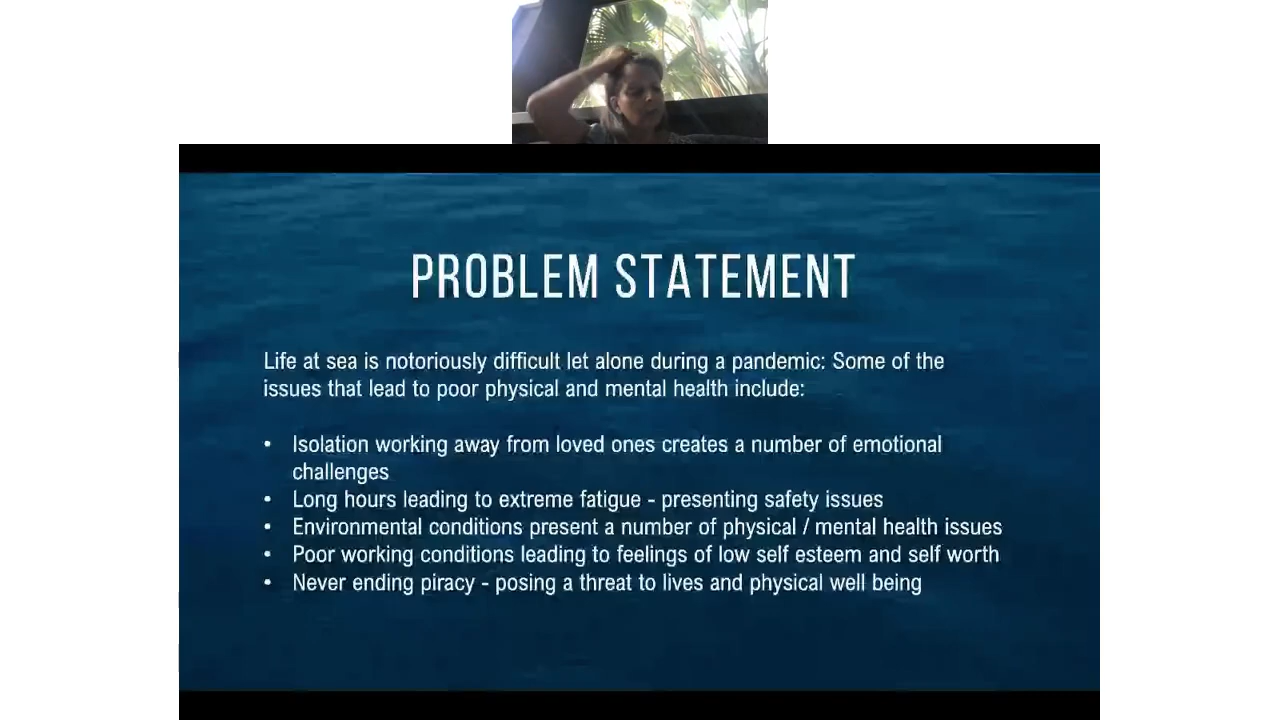 PROBLEM STATEMENT
Life at sea is notoriously difficult let alone during a pandemic: Some of the
issues that lead to poor physical and mental health include:
• Isolation working away from loved ones creates a number of emotional
challenges
• Long hours leading to extreme fatigue - presenting safety issues
• Environmental conditions present a number of physical / mental health issues
• Poor working conditions leading to feelings of low self esteem and self worth
• Never ending piracy - posing a threat to lives and physical well being